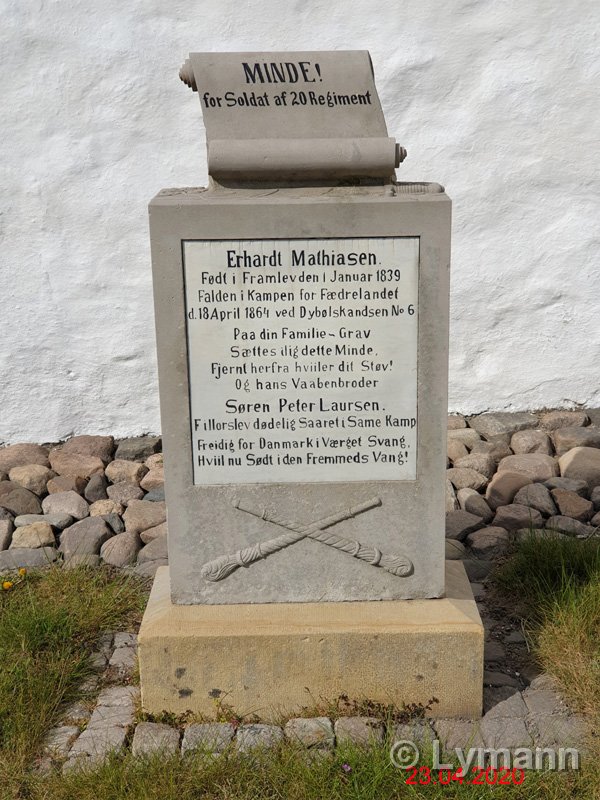 MINDE!
for Soldat af 20 Regiment
Erhardt Mathiasen.
Født i Framlev den 1 Januar 1839
Falden i Kampen for Fædrelandet
d. 18 April 1864 ved Dybølskandsen No 6
Paa din Familie-Grav
Sættes dig dette Minde,
Fjernt herfra hviiler dit Støv!
Og hans Vaabenbroder
Søren Peter Laursen.
Fillorslev dødelig Saaret i Same Kamp
Freidig for Danmark i Værget Svang,
Hviil nu Sødt i den Fremmeds Vang!
© Lymann
23.04.2020